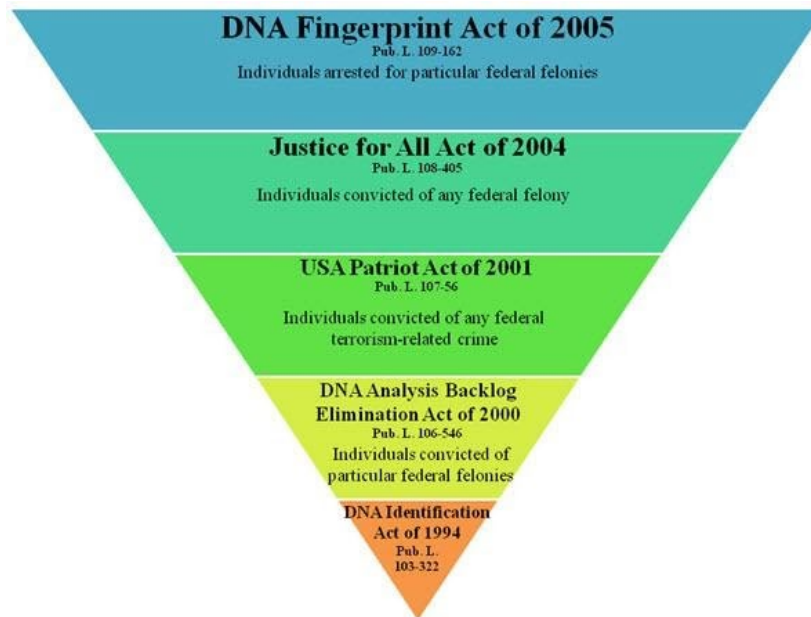 DNA Fingerprint Act of 2005
Pub. L. 109-162
Individuals arrested for particular federal felonies
Justice for All Act of 2004
Pub. L. 108-405
Individuals convicted of any federal felony
USA Patriot Act of 2001
Pub. L. 107-56
Individuals convicted of any federal
terrorism-related crime
DNA Analysis Backlog
Elimination Act of 2000
Pub. L. 106-546
Individuals convicted of
particular federal felonies
DNA Identification
Act of 1994
Pub. L.
103-322